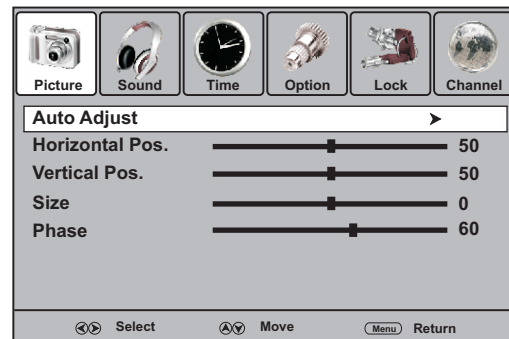 Picture Sound Time Option Lock Channel
Auto Adjust
Horizontal Pos. 50
Vertical Pos. 50
Size 0
Phase 60
Select Move Menu Return